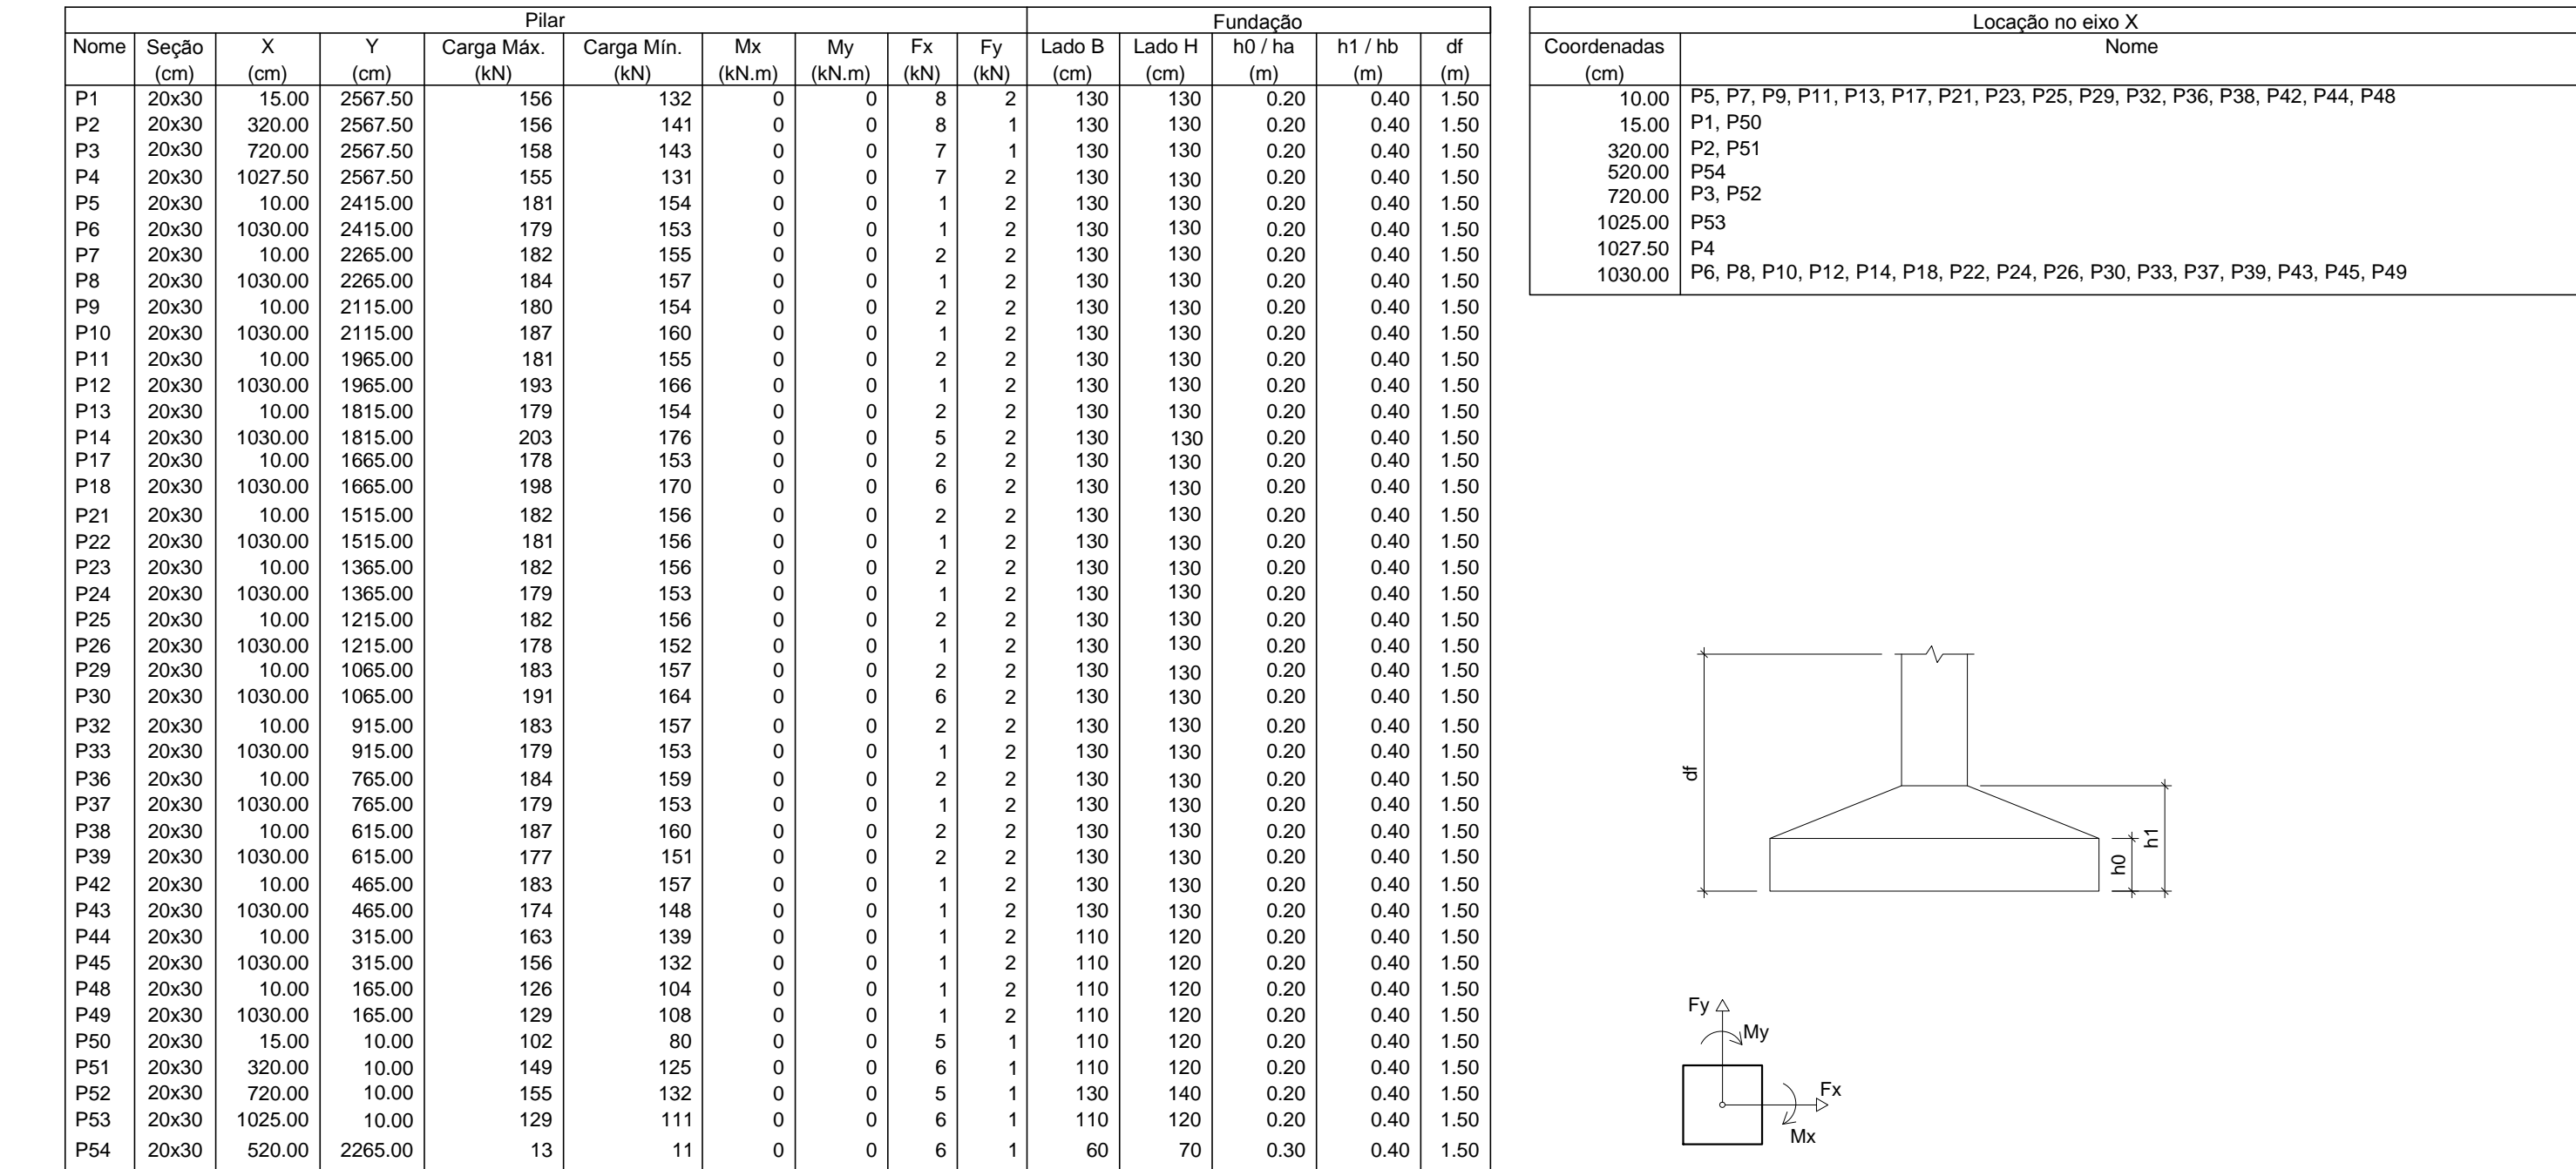 Pilar Fundação
Nome Seção X Y Carga Máx. Carga Mín. Mx My Fx Fy Lado B Lado H h0 / ha h1 / hb df
(cm) (cm) (cm) (kN) (kN) (kN.m) (kN.m) (kN) (kN) (cm) (cm) (m) (m) (m)
P1 20x30 15.00 2567.50 156 132 0 0 8 2 130 130 0.20 0.40 1.50
P2 20x30 320.00 2567.50 156 141 0 0 8 1 130 130 0.20 0.40 1.50
P3 20x30 720.00 2567.50 158 143 0 0 7 1 130 130 0.20 0.40 1.50
P4 20x30 1027.50 2567.50 155 131 0 0 7 2 130 130 0.20 0.40 1.50
P5 20x30 10.00 2415.00 181 154 0 0 1 2 130 130 0.20 0.40 1.50
P6 20x30 1030.00 2415.00 179 153 0 0 1 2 130 130 0.20 0.40 1.50
P7 20x30 10.00 2265.00 182 155 0 0 2 2 130 130 0.20 0.40 1.50
P8 20x30 1030.00 2265.00 184 157 0 0 1 2 130 130 0.20 0.40 1.50
P9 20x30 10.00 2115.00 180 154 0 0 2 2 130 130 0.20 0.40 1.50
P10 20x30 1030.00 2115.00 187 160 0 0 1 2 130 130 0.20 0.40 1.50
P11 20x30 10.00 1965.00 181 155 0 0 2 2 130 130 0.20 0.40 1.50
P12 20x30 1030.00 1965.00 193 166 0 0 1 2 130 130 0.20 0.40 1.50
P13 20x30 10.00 1815.00 179 154 0 0 2 2 130 130 0.20 0.40 1.50
P14 20x30 1030.00 1815.00 203 176 0 0 5 2 130 130 0.20 0.40 1.50
P17 20x30 10.00 1665.00 178 153 0 0 2 2 130 130 0.20 0.40 1.50
P18 20x30 1030.00 1665.00 198 170 0 0 6 2 130 130 0.20 0.40 1.50
P21 20x30 10.00 1515.00 182 156 0 0 2 2 130 130 0.20 0.40 1.50
P22 20x30 1030.00 1515.00 181 156 0 0 1 2 130 130 0.20 0.40 1.50
P23 20x30 10.00 1365.00 182 156 0 0 2 2 130 130 0.20 0.40 1.50
P24 20x30 1030.00 1365.00 179 153 0 0 1 2 130 130 0.20 0.40 1.50
P25 20x30 10.00 1215.00 182 156 0 0 2 2 130 130 0.20 0.40 1.50
P26 20x30 1030.00 1215.00 178 152 0 0 1 2 130 130 0.20 0.40 1.50
P29 20x30 10.00 1065.00 183 157 0 0 2 2 130 130 0.20 0.40 1.50
P30 20x30 1030.00 1065.00 191 164 0 0 6 2 130 130 0.20 0.40 1.50
P32 20x30 10.00 915.00 183 157 0 0 2 2 130 130 0.20 0.40 1.50
P33 20x30 1030.00 915.00 179 153 0 0 1 2 130 130 0.20 0.40 1.50
P36 20x30 10.00 765.00 184 159 0 0 2 2 130 130 0.20 0.40 1.50
P37 20x30 1030.00 765.00 179 153 0 0 1 2 130 130 0.20 0.40 1.50
P38 20x30 10.00 615.00 187 160 0 0 2 2 130 130 0.20 0.40 1.50
P39 20x30 1030.00 615.00 177 151 0 0 2 2 130 130 0.20 0.40 1.50
P42 20x30 10.00 465.00 183 157 0 0 1 2 130 130 0.20 0.40 1.50
P43 20x30 1030.00 465.00 174 148 0 0 1 2 130 130 0.20 0.40 1.50
P44 20x30 10.00 315.00 163 139 0 0 1 2 110 120 0.20 0.40 1.50
P45 20x30 1030.00 315.00 156 132 0 0 1 2 110 120 0.20 0.40 1.50
P48 20x30 10.00 165.00 126 104 0 0 1 2 110 120 0.20 0.40 1.50
P49 20x30 1030.00 165.00 129 108 0 0 1 2 110 120 0.20 0.40 1.50
P50 20x30 15.00 10.00 102 80 0 0 5 1 110 120 0.20 0.40 1.50
P51 20x30 320.00 10.00 149 125 0 0 6 1 110 120 0.20 0.40 1.50
P52 20x30 720.00 10.00 155 132 0 0 5 1 130 140 0.20 0.40 1.50
P53 20x30 1025.00 10.00 129 111 0 0 6 1 110 120 0.20 0.40 1.50
P54 20x30 520.00 2265.00 13 11 0 0 6 1 60 70 0.30 0.40 1.50
Locação no eixo X
Coordenadas Nome
(cm)
10.00 P5, P7, P9, P11, P13, P17, P21, P23, P25, P29, P32, P36, P38, P42, P44, P48
15.00 P1, P50
320.00 P2, P51
520.00 P54
720.00 P3, P52
1025.00 P53
1027.50 P4
1030.00 P6, P8, P10, P12, P14, P18, P22, P24, P26, P30, P33, P37, P39, P43, P45, P49
df
h1
h0
Fy
My
Fx
Mx